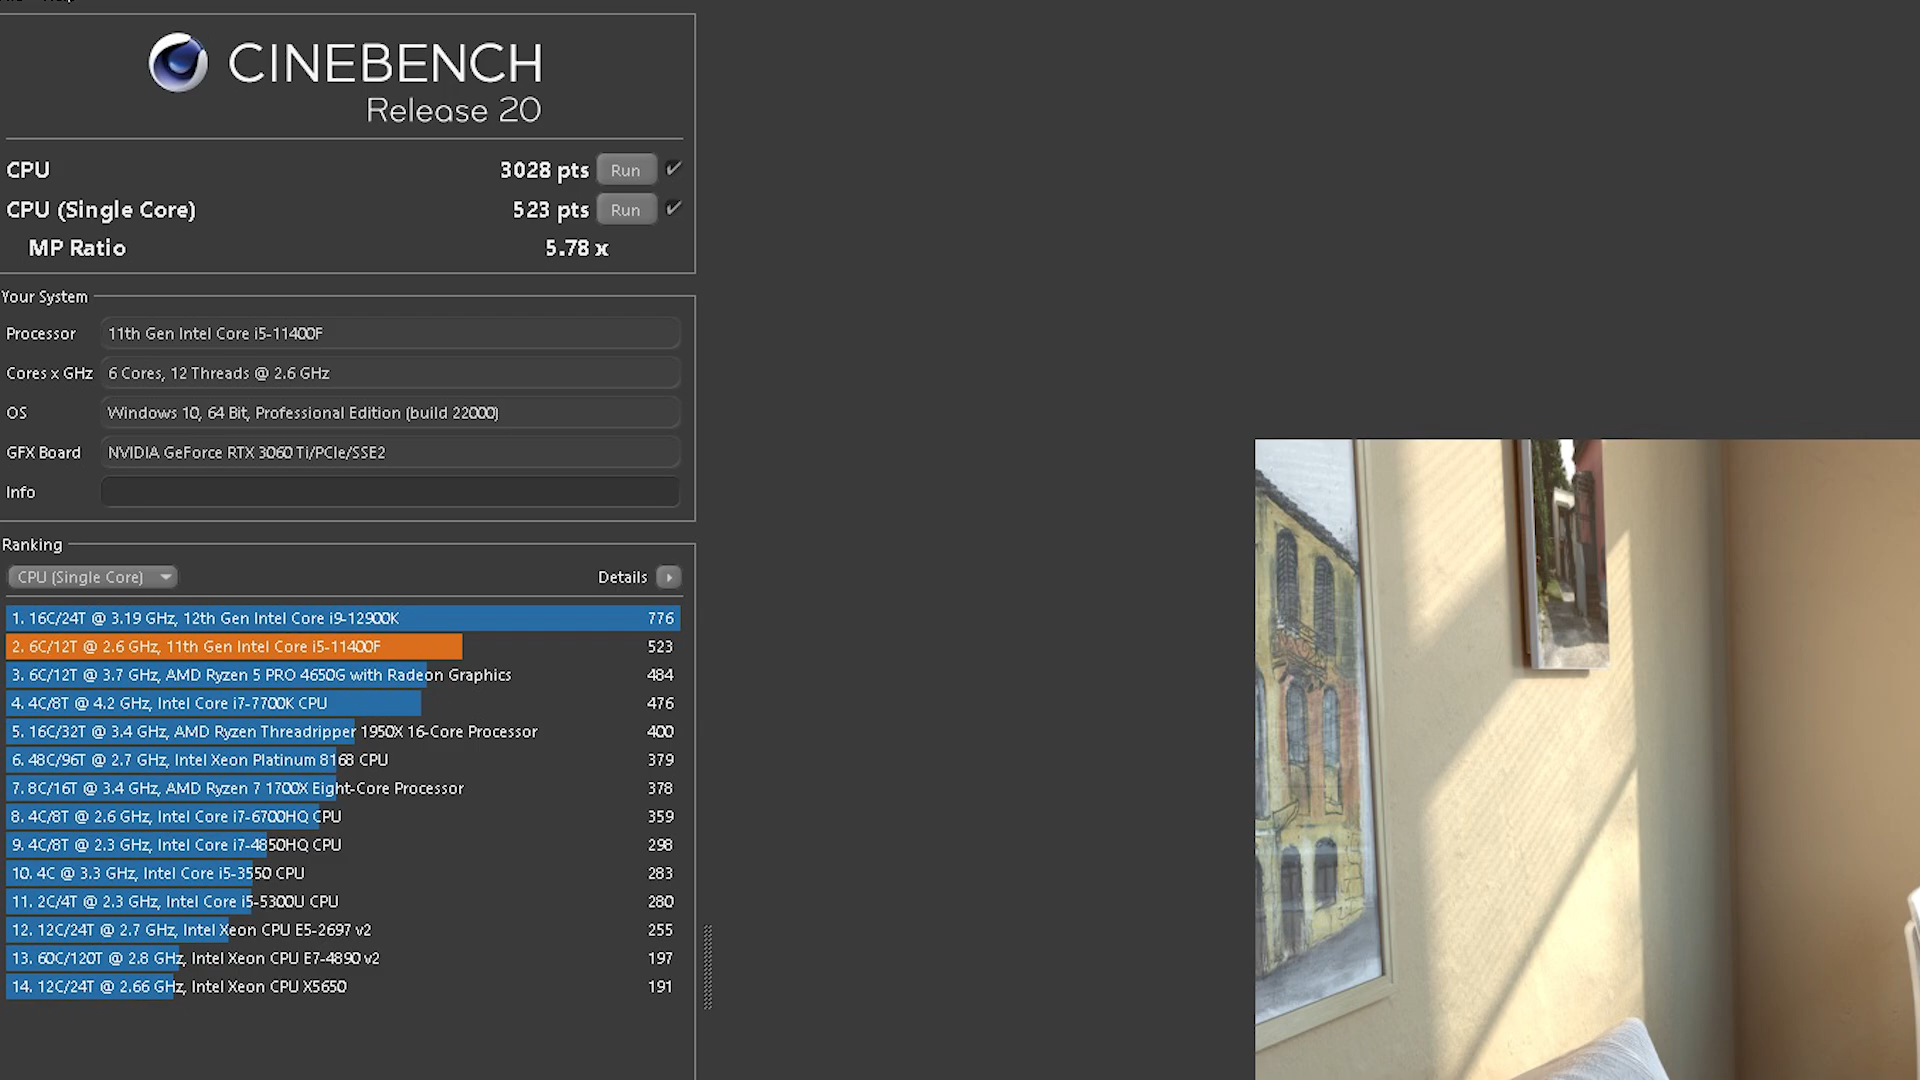 CINEBENCH
Release 20
CPU 3028 pts Run
CPU (Single Core) 523 pts Run
MP Ratio 5.78 x
Your System
Processor 11th Gen Intel Core i5-11400F
Cores x GHz 6 Cores, 12 Threads @ 2.6 GHz
OS Windows 10, 64 Bit, Professional Edition (build 22000)
GFX Board NVIDIA GeForce RTX 3060 Ti/PCIe/SSE2
Info
Ranking
CPU (Single Core) Details
1. 16C/24T @ 3.19 GHz, 12th Gen Intel Core i9-12900K 776
2. 6C/12T @ 2.6 GHz, 11th Gen Intel Core i5-11400F 523
3. 6C/12T @ 3.7 GHz, AMD Ryzen 5 PRO 4650G with Radeon Graphics 484
4. 4C/8T @ 4.2 GHz, Intel Core i7-7700K CPU 476
5. 16C/32T @ 3.4 GHz, AMD Ryzen Threadripper 1950X 16-Core Processor 400
6. 48C/96T @ 2.7 GHz, Intel Xeon Platinum 8168 CPU 379
7. 8C/16T @ 3.4 GHz, AMD Ryzen 7 1700X Eight-Core Processor 378
8. 4C/8T @ 2.6 GHz, Intel Core i7-6700HQ CPU 359
9. 4C/8T @ 2.3 GHz, Intel Core i7-4850HQ CPU 298
10. 4C @ 3.3 GHz, Intel Core i5-3550 CPU 283
11. 2C/4T @ 2.3 GHz, Intel Core i5-5300U CPU 280
12. 12C/24T @ 2.7 GHz, Intel Xeon CPU E5-2697 v2 255
13. 60C/120T @ 2.8 GHz, Intel Xeon CPU E7-4890 v2 197
14. 12C/24T @ 2.66 GHz, Intel Xeon CPU X5650 191